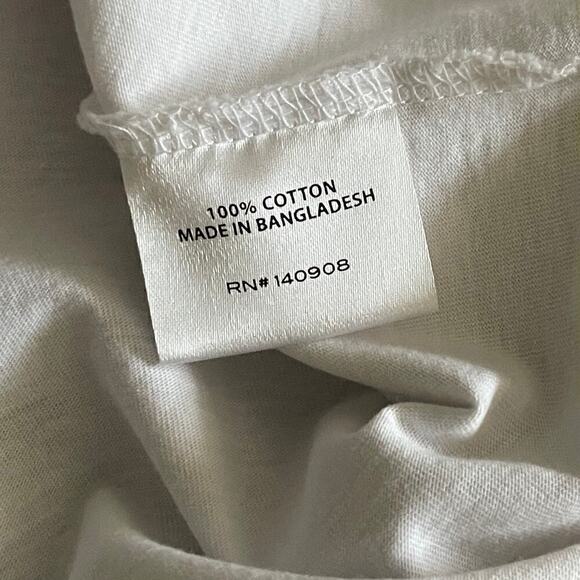 100% COTTON
MADE IN BANGLADESH
RN# 140908